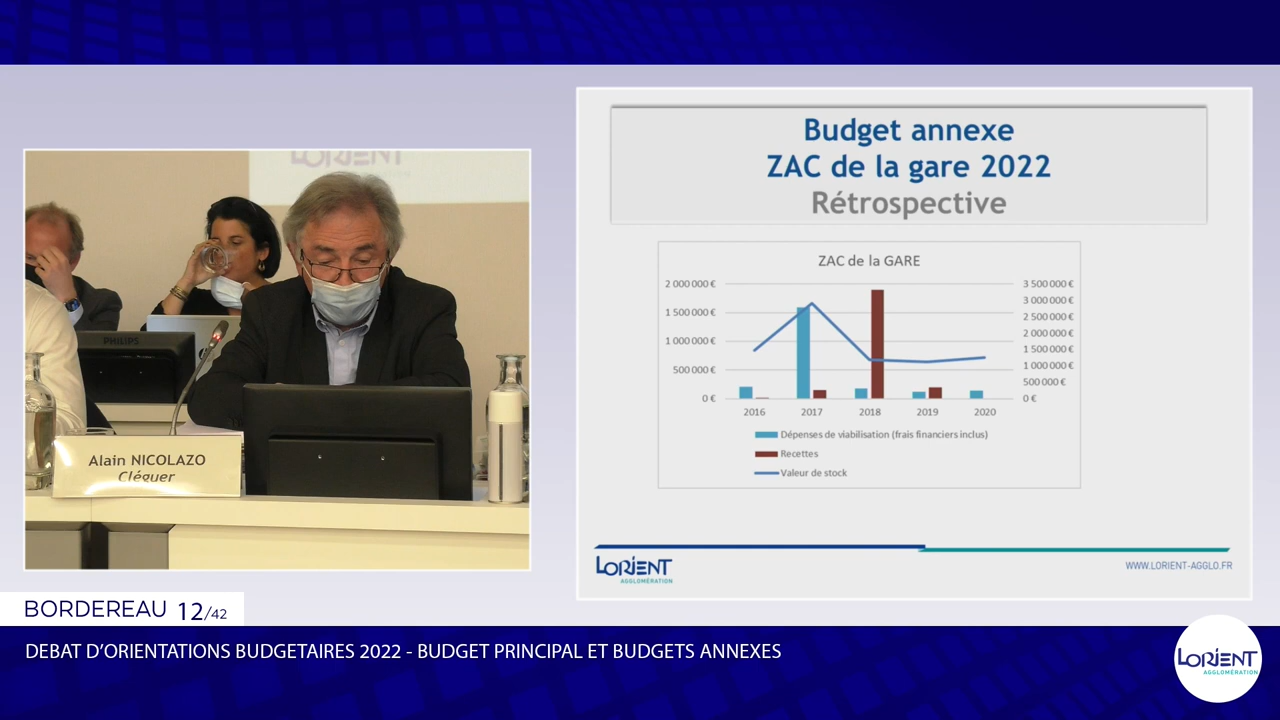 LORIENT
PHILIPS
Alain NICOLAZO
Cléguer
Budget annexe
ZAC de la gare 2022
Rétrospective
ZAC de la GARE
2 000 000 €
1 500 000 €
1 000 000 €
500 000 €
0 €
3 500 000 €
3 000 000 €
2 500 000 €
2 000 000 €
1 500 000 €
1 000 000 €
500 000 €
0 €
2016 2017 2018 2019 2020
Dépenses de viabilisation (frais financiers inclus)
Recettes
Valeur de stock
LORIENT
AGGLOMÉRATION
WWW.LORIENT-AGGLO.FR
BORDEREAU 12/42
DEBAT D'ORIENTATIONS BUDGETAIRES 2022 - BUDGET PRINCIPAL ET BUDGETS ANNEXES
LORIENT
AGGLOMÉRATION